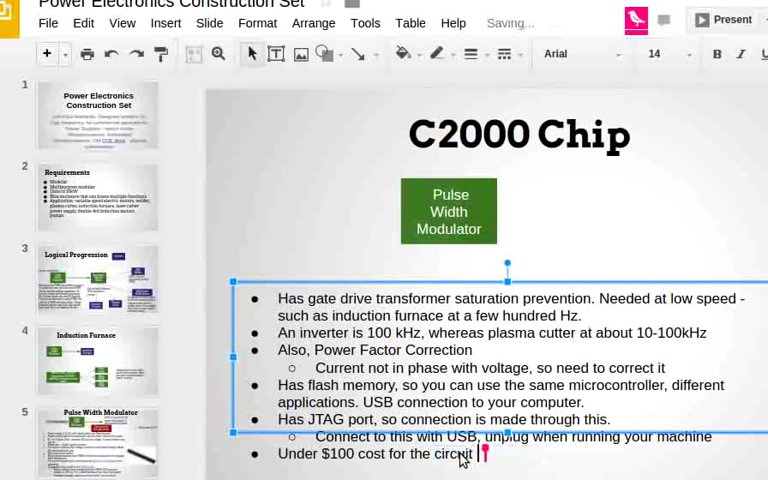 Power Electronics Construction Set
File Edit View Insert Slide Format Arrange Tools Table Help Saving...
Present
Arial 14 B I U
1
Power Electronics
Construction Set
2
Requirements
3
Logical Progression
4
Induction Furnace
5
Pulse Width Modulator
C2000 Chip
Pulse
Width
Modulator
● Has gate drive transformer saturation prevention. Needed at low speed -
such as induction furnace at a few hundred Hz.
● An inverter is 100 kHz, whereas plasma cutter at about 10-100kHz
● Also, Power Factor Correction
○ Current not in phase with voltage, so need to correct it
● Has flash memory, so you can use the same microcontroller, different
applications. USB connection to your computer.
● Has JTAG port, so connection is made through this.
○ Connect to this with USB, unplug when running your machine
● Under $100 cost for the circuit